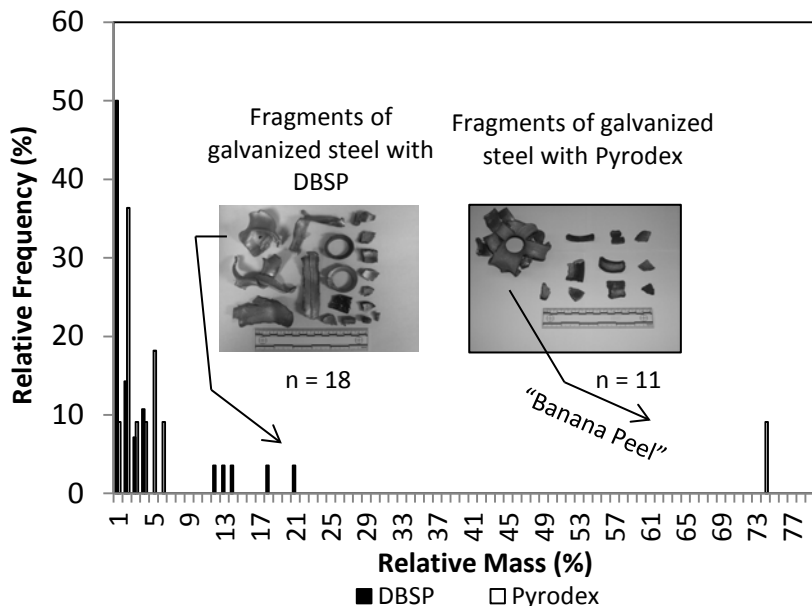 60
50
40
30
20
10
0
Relative Frequency (%)
Fragments of
galvanized steel with
DBSP
Fragments of galvanized
steel with Pyrodex
n = 18
n = 11
“Banana Peel”
1 5 9 13 17 21 25 29 33 37 41 45 49 53 57 61 65 69 73 77
Relative Mass (%)
DBSP Pyrodex